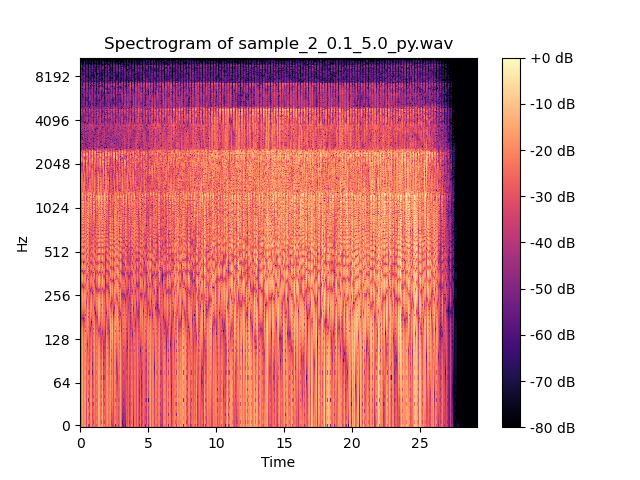 Spectrogram of sample_2_0.1_5.0_py.wav
Hz
8192
4096
2048
1024
512
256
128
64
0
0 5 10 15 20 25
Time
+0 dB
-10 dB
-20 dB
-30 dB
-40 dB
-50 dB
-60 dB
-70 dB
-80 dB